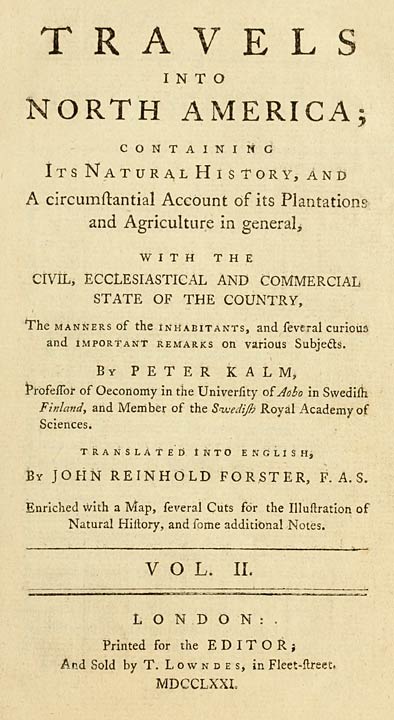 TRAVELS
INTO
NORTH AMERICA;
CONTAINING
ITS NATURAL HISTORY, AND
A circumſtantial Account of its Plantations
and Agriculture in general,
WITH THE
CIVIL, ECCLESIASTICAL AND COMMERCIAL
STATE OF THE COUNTRY,
The MANNERS of the INHABITANTS, and ſeveral curious
and IMPORTANT REMARKS on various Subjects.
BY PETER KALM,
Profeſſor of Oeconomy in the Univerſity of Aobo in Swediſh
Finland, and Member of the Swediſh Royal Academy of
Sciences.
TRANSLATED INTO ENGLISH,
BY JOHN REINHOLD FORSTER, F. A. S.
Enriched with a Map, ſeveral Cuts for the Illuſtration of
Natural Hiſtory, and ſome additional Notes.
VOL. II.
LONDON:
Printed for the EDITOR;
And Sold by T. LOWNDES, in Fleet-ſtreet.
MDCCLXXI.